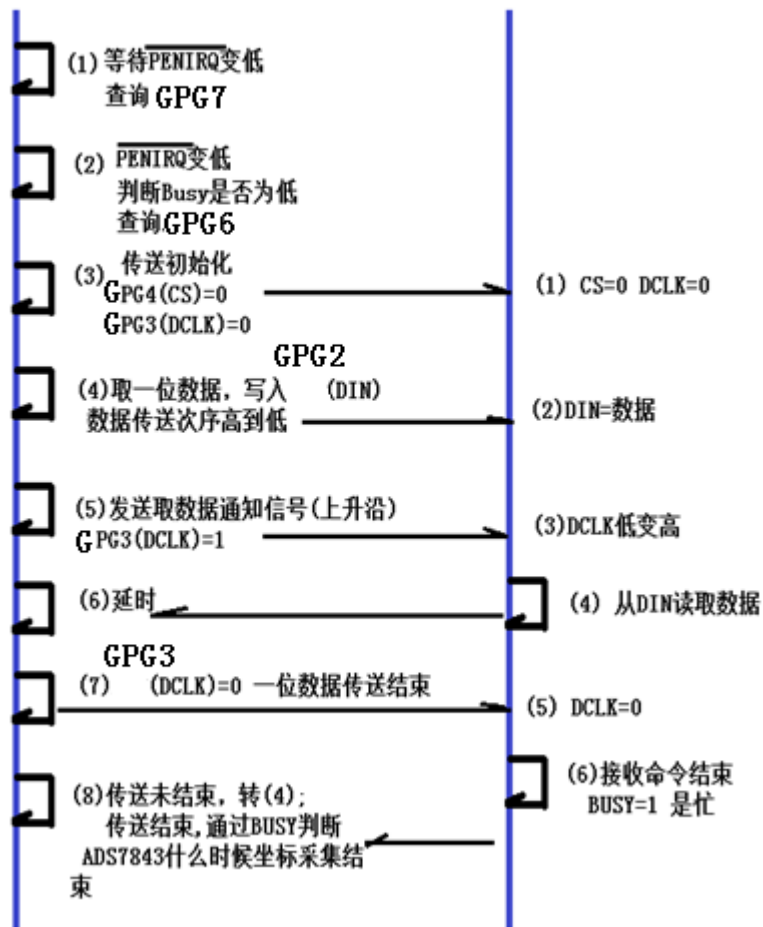 (1) 等待PENIRQ变低
查询 GPG7
(2) PENIRQ变低
判断Busy是否为低
查询GPG6
(3) 传送初始化
GPG4(CS)=0
GPG3(DCLK)=0
(1) CS=0 DCLK=0
GPG2
(4)取一位数据, 写入 (DIN)
数据传送次序高到低
(2)DIN=数据
(5)发送取数据通知信号(上升沿)
GPG3(DCLK)=1
(3)DCLK低变高
(6)延时
(4) 从DIN读取数据
GPG3
(7) (DCLK)=0 一位数据传送结束
(5) DCLK=0
(6)接收命令结束
BUSY=1 是忙
(8)传送未结束, 转(4);
传送结束,通过BUSY判断
ADS7843什么时候坐标采集结
束